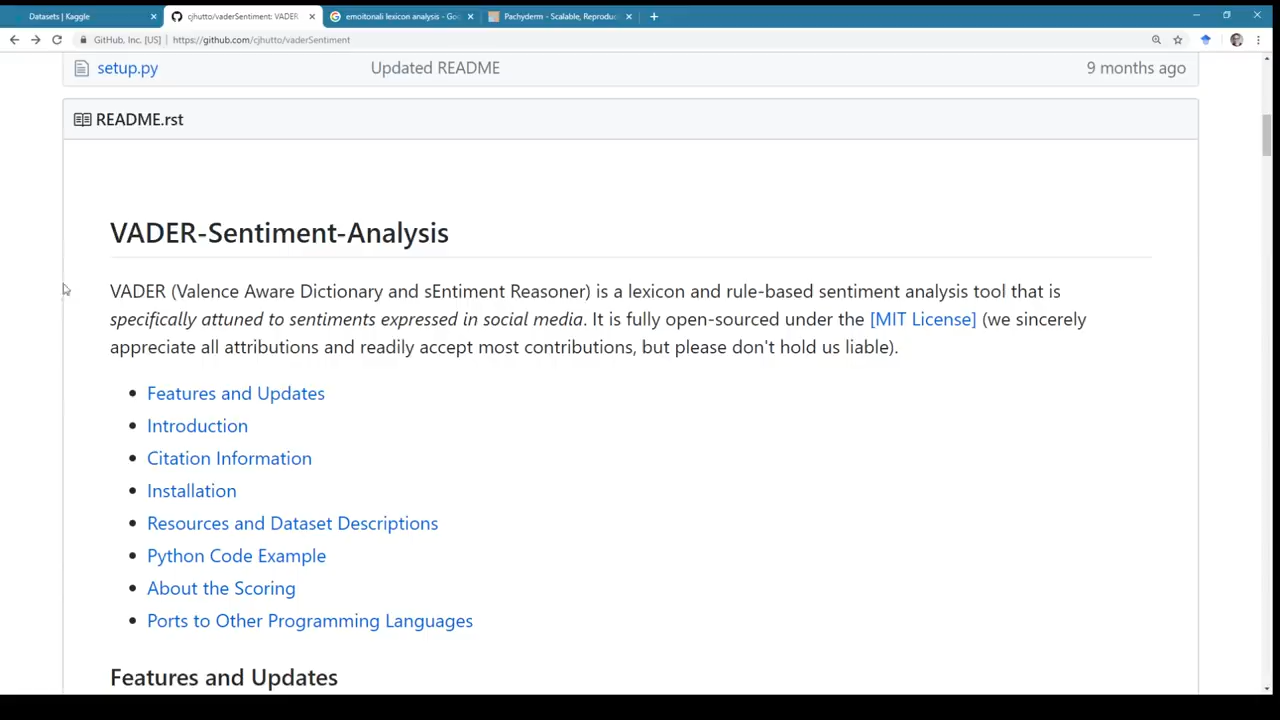 Datasets | Kaggle
cjhutto/vaderSentiment: VADER
emoitonali lexicon analysis - Goo
Pachyderm - Scalable, Reproduc
GitHub, Inc. [US] | https://github.com/cjhutto/vaderSentiment
setup.py Updated README 9 months ago
README.rst
VADER-Sentiment-Analysis
VADER (Valence Aware Dictionary and sEntiment Reasoner) is a lexicon and rule-based sentiment analysis tool that is
specifically attuned to sentiments expressed in social media. It is fully open-sourced under the [MIT License] (we sincerely
appreciate all attributions and readily accept most contributions, but please don't hold us liable).
Features and Updates
Introduction
Citation Information
Installation
Resources and Dataset Descriptions
Python Code Example
About the Scoring
Ports to Other Programming Languages
Features and Updates